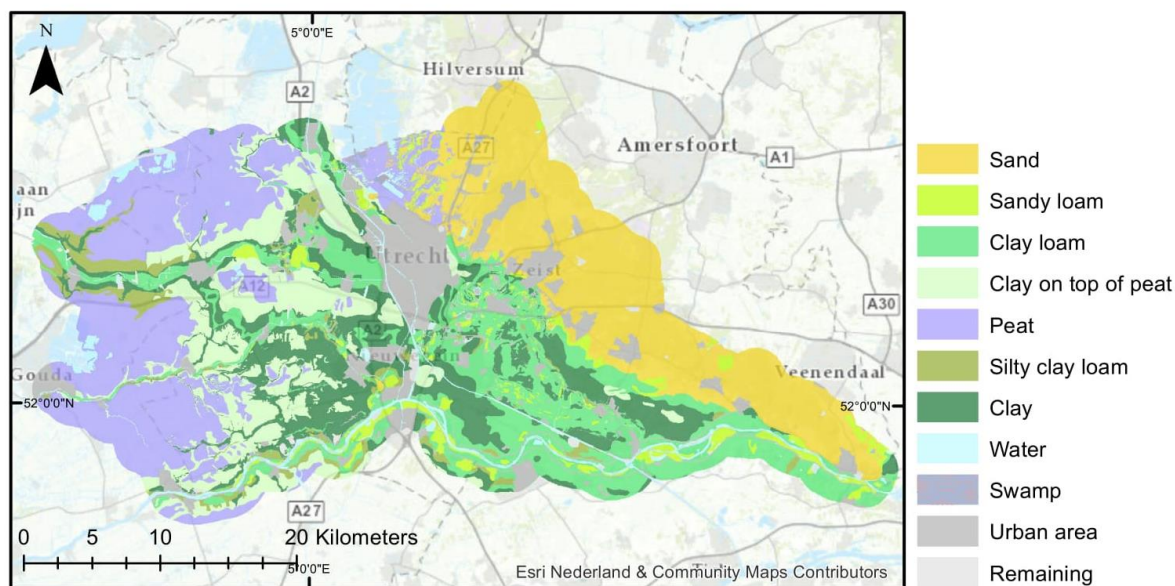 5°0'0"E
N
Hilversum
A2
A27
Amersfoort
A1
aan
ijn
Utrecht
Zeist
A12
A30
A2
Nieuwegein
Gouda
Veenendaal
52°0'0"N
52°0'0"N
A27
0 5 10 20 Kilometers
5°0'0"E
Esri Nederland & Community Maps Contributors
Sand
Sandy loam
Clay loam
Clay on top of peat
Peat
Silty clay loam
Clay
Water
Swamp
Urban area
Remaining